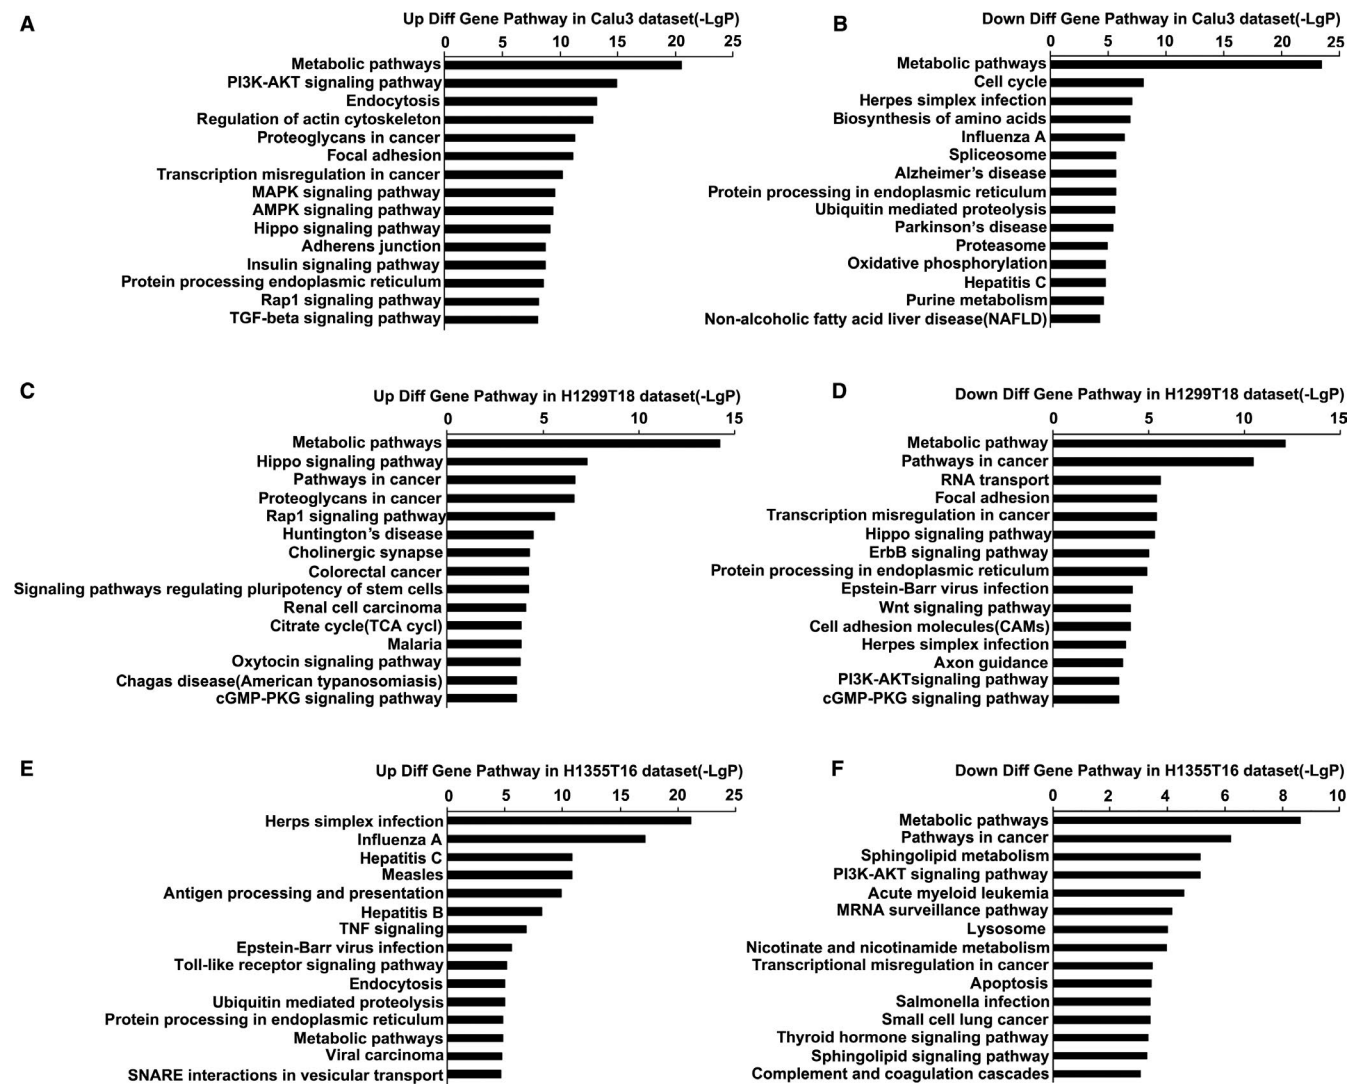 A
Up Diff Gene Pathway in Calu3 dataset(-LgP)
0 5 10 15 20 25
Metabolic pathways
PI3K-AKT signaling pathway
Endocytosis
Regulation of actin cytoskeleton
Proteoglycans in cancer
Focal adhesion
Transcription misregulation in cancer
MAPK signaling pathway
AMPK signaling pathway
Hippo signaling pathway
Adherens junction
Insulin signaling pathway
Protein processing endoplasmic reticulum
Rap1 signaling pathway
TGF-beta signaling pathway
B
Down Diff Gene Pathway in Calu3 dataset(-LgP)
0 5 10 15 20 25
Metabolic pathways
Cell cycle
Herpes simplex infection
Biosynthesis of amino acids
Influenza A
Spliceosome
Alzheimer's disease
Protein processing in endoplasmic reticulum
Ubiquitin mediated proteolysis
Parkinson's disease
Proteasome
Oxidative phosphorylation
Hepatitis C
Purine metabolism
Non-alcoholic fatty acid liver disease(NAFLD)
C
Up Diff Gene Pathway in H1299T18 dataset(-LgP)
0 5 10 15
Metabolic pathways
Hippo signaling pathway
Pathways in cancer
Proteoglycans in cancer
Rap1 signaling pathway
Huntington's disease
Cholinergic synapse
Colorectal cancer
Signaling pathways regulating pluripotency of stem cells
Renal cell carcinoma
Citrate cycle(TCA cycl)
Malaria
Oxytocin signaling pathway
Chagas disease(American typanosomiasis)
cGMP-PKG signaling pathway
D
Down Diff Gene Pathway in H1299T18 dataset(-LgP)
0 5 10 15
Metabolic pathway
Pathways in cancer
RNA transport
Focal adhesion
Transcription misregulation in cancer
Hippo signaling pathway
ErbB signaling pathway
Protein processing in endoplasmic reticulum
Epstein-Barr virus infection
Wnt signaling pathway
Cell adhesion molecules(CAMs)
Herpes simplex infection
Axon guidance
PI3K-AKTsignaling pathway
cGMP-PKG signaling pathway
E
Up Diff Gene Pathway in H1355T16 dataset(-LgP)
0 5 10 15 20 25
Herps simplex infection
Influenza A
Hepatitis C
Measles
Antigen processing and presentation
Hepatitis B
TNF signaling
Epstein-Barr virus infection
Toll-like receptor signaling pathway
Endocytosis
Ubiquitin mediated proteolysis
Protein processing in endoplasmic reticulum
Metabolic pathways
Viral carcinoma
SNARE interactions in vesicular transport
F
Down Diff Gene Pathway in H1355T16 dataset(-LgP)
0 2 4 6 8 10
Metabolic pathways
Pathways in cancer
Sphingolipid metabolism
PI3K-AKT signaling pathway
Acute myeloid leukemia
MRNA surveillance pathway
Lysosome
Nicotinate and nicotinamide metabolism
Transcriptional misregulation in cancer
Apoptosis
Salmonella infection
Small cell lung cancer
Thyroid hormone signaling pathway
Sphingolipid signaling pathway
Complement and coagulation cascades